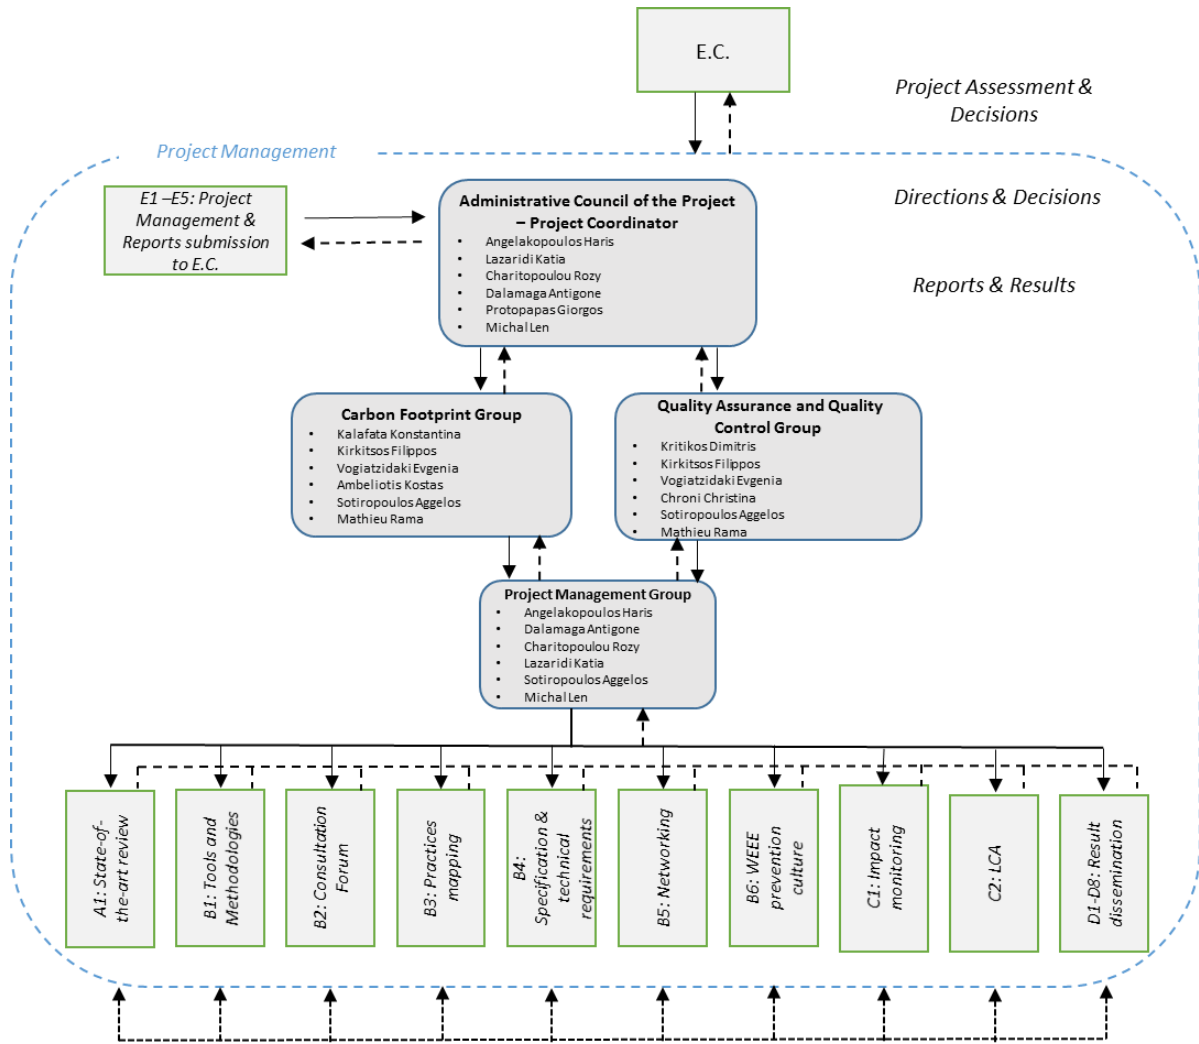 E.C.
Project Assessment &
Decisions
Project Management
E1 –E5: Project
Management &
Reports submission
to E.C.
Administrative Council of the Project
– Project Coordinator
• Angelakopoulos Haris
• Lazaridi Katia
• Charitopoulou Rozy
• Dalamaga Antigone
• Protopapas Giorgos
• Michal Len
Directions & Decisions
Reports & Results
Carbon Footprint Group
• Kalafata Konstantina
• Kirkitsos Filippos
• Vogiatzidaki Evgenia
• Ambeliotis Kostas
• Sotiropoulos Aggelos
• Mathieu Rama
Quality Assurance and Quality
Control Group
• Kritikos Dimitris
• Kirkitsos Filippos
• Vogiatzidaki Evgenia
• Chroni Christina
• Sotiropoulos Aggelos
• Mathieu Rama
Project Management Group
• Angelakopoulos Haris
• Dalamaga Antigone
• Charitopoulou Rozy
• Lazaridi Katia
• Sotiropoulos Aggelos
• Michal Len
A1: State-of-
the-art review
B1: Tools and
Methodologies
B2: Consultation
Forum
B3: Practices
mapping
B4:
Specification &
technical
requirements
B5: Networking
B6: WEEE
prevention
culture
C1: Impact
monitoring
C2: LCA
D1-D8: Result
dissemination